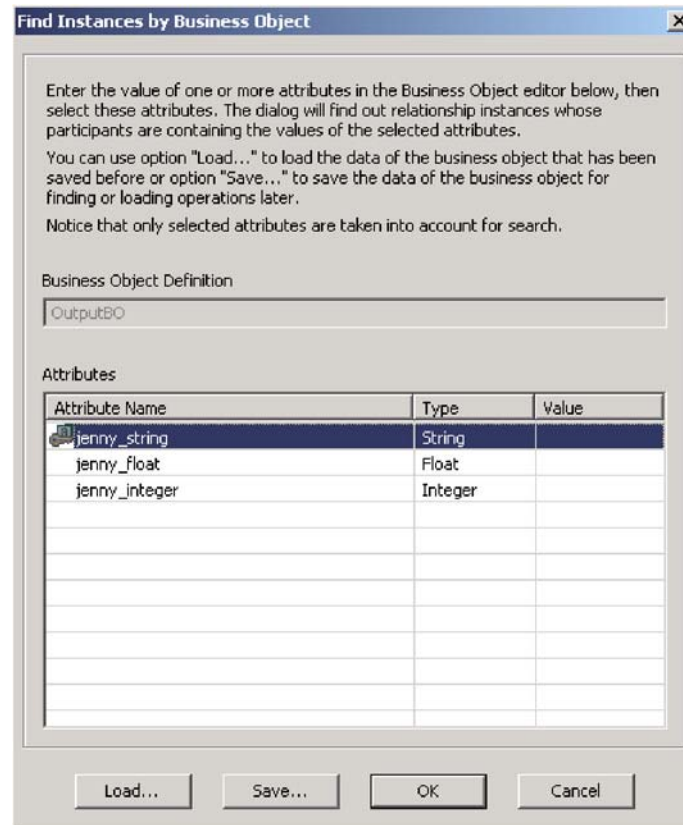 Find Instances by Business Object
Enter the value of one or more attributes in the Business Object editor below, then
select these attributes. The dialog will find out relationship instances whose
participants are containing the values of the selected attributes.
You can use option "Load..." to load the data of the business object that has been
saved before or option "Save..." to save the data of the business object for
finding or loading operations later.
Notice that only selected attributes are taken into account for search.
Business Object Definition
OutputBO
Attributes
Attribute Name Type Value
jenny_string String
jenny_float Float
jenny_integer Integer
Load... Save... OK Cancel